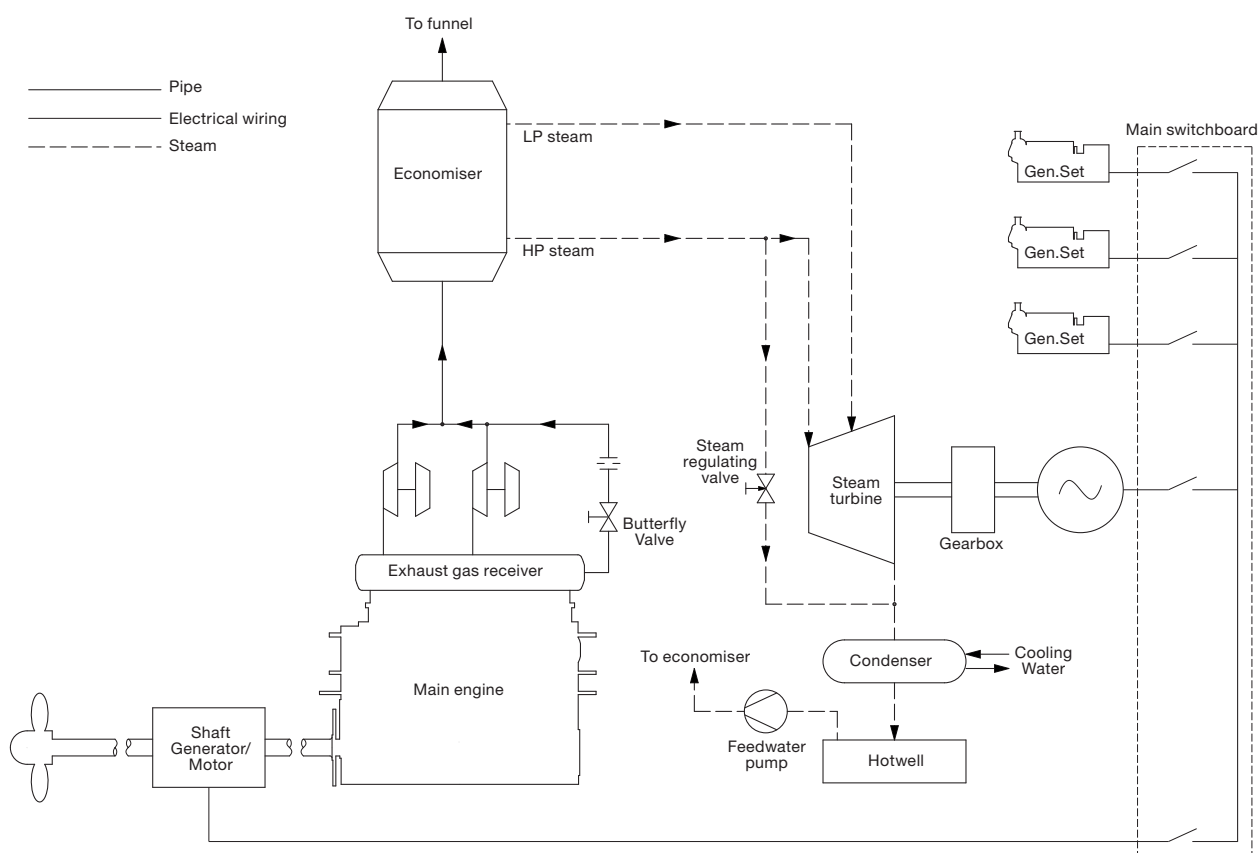 To funnel
Pipe
Electrical wiring
Steam
LP steam
Economiser
HP steam
Main switchboard
Gen.Set
Gen.Set
Gen.Set
Steam
regulating
valve
Steam
turbine
Gearbox
Butterfly
Valve
Exhaust gas receiver
Main engine
To economiser
Condenser
Cooling
Water
Shaft
Generator/
Motor
Feedwater
pump
Hotwell